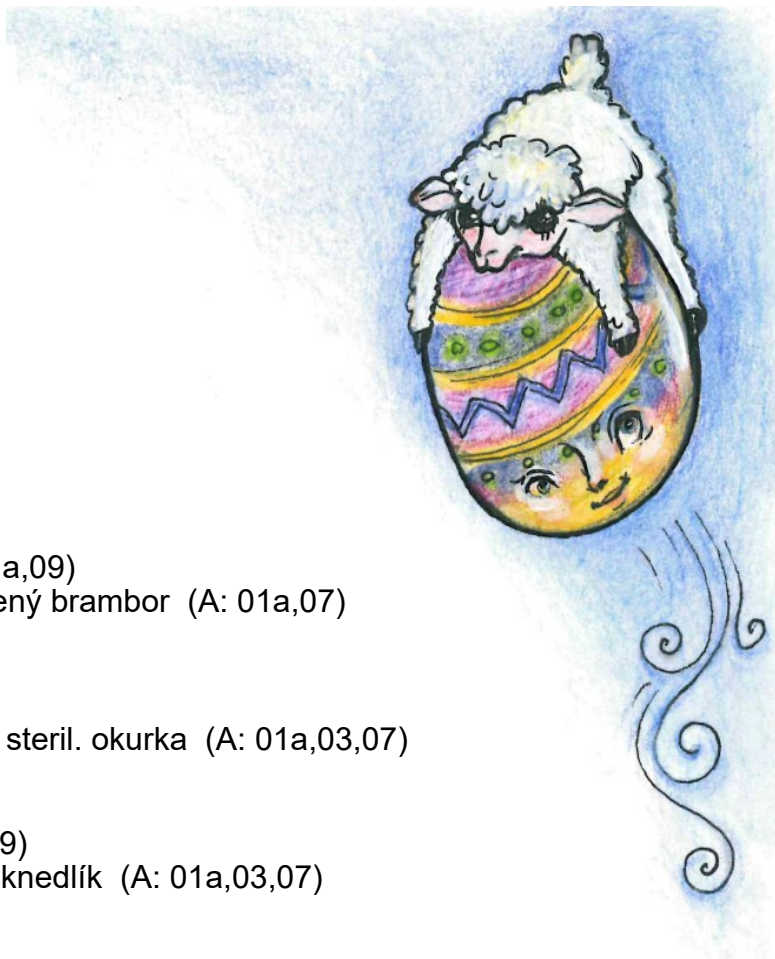 a,09)
ený brambor (A: 01a,07)
steril. okurka (A: 01a,03,07)
9)
knedlík (A: 01a,03,07)